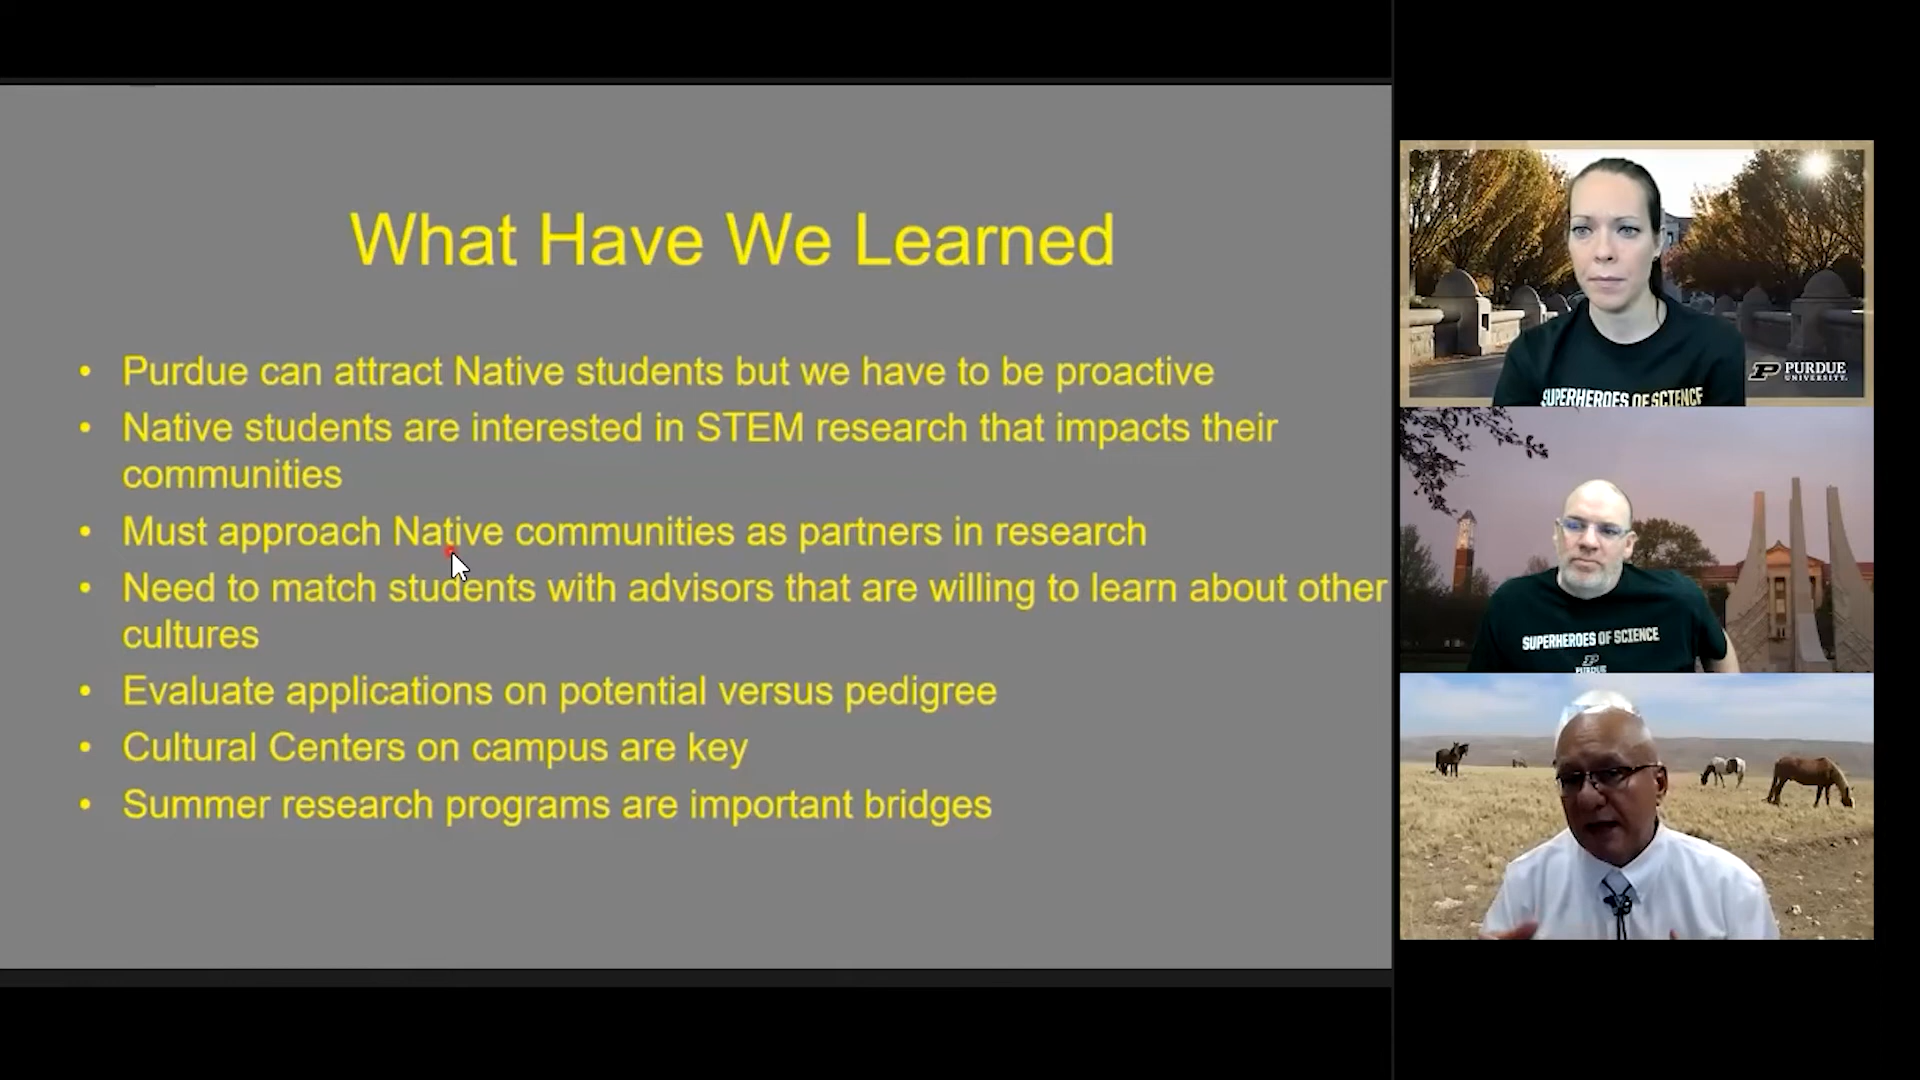 What Have We Learned
• Purdue can attract Native students but we have to be proactive
• Native students are interested in STEM research that impacts their
communities
• Must approach Native communities as partners in research
• Need to match students with advisors that are willing to learn about other
cultures
• Evaluate applications on potential versus pedigree
• Cultural Centers on campus are key
• Summer research programs are important bridges
SUPERHEROES OF SCIENCE
P PURDUE
UNIVERSITY.
SUPERHEROES OF SCIENCE
P
PURDUE